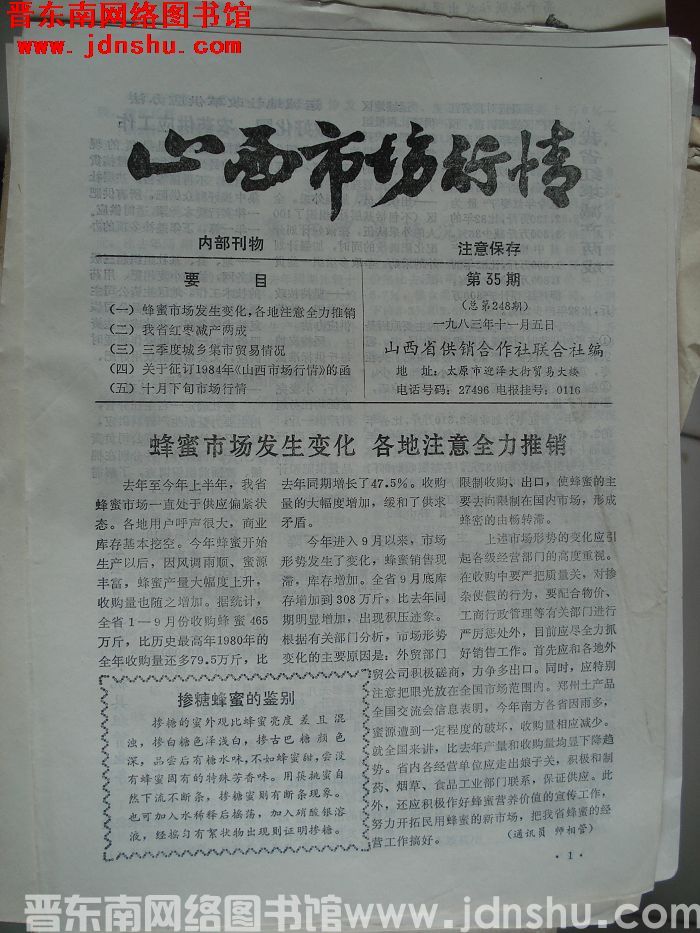 晋东南网络图书馆
www.jdnshu.com
山西市场行情
内部刊物
注意保存
要 目
（一） 蜂蜜市场发生变化，各地注意全力推销
（二） 我省红枣减产两成
（三） 三季度城乡集市贸易情况
（四） 关于征订1984年《山西市场行情》的函
（五） 十月下旬市场行情
第35期
（总第248期）
一九八三年十一月五日
山西省供销合作社联合社编
地 址：太原市迎泽大街贸易大楼
电话号码：27496 电报挂号：0116
蜂蜜市场发生变化 各地注意全力推销
去年至今年上半年，我省
蜂蜜市场一直处于供应偏紧状
态。各地用户呼声很大，商业
库存基本挖空。今年蜂蜜开始
生产以后，因风调雨顺、蜜源
丰富，蜂蜜产量大幅度上升，
收购量也随之增加。据统计，
全省1—9月份收购蜂蜜465
万斤，比历史最高年1980年的
全年收购量还多79.5万斤，比
去年同期增长了47.5%。收购
量的大幅度增加，缓和了供求
矛盾。
今年进入9月以来，市场
形势发生了变化，蜂蜜销售现
滞，库存增加。全省9月底库
存增加到308万斤，比去年同
期明显增加，出现积压迹象。
根据有关部门分析，市场形势
变化的主要原因是：外贸部门
限制收购、出口，使蜂蜜的主
要去向限制在国内市场，形成
蜂密的由畅转滞。
上述市场形势的变化应引
起各级经营部门的高度重视。
在收购中要严把质量关，对掺
杂使假的行为，要配合物价、
工商行政管理等有关部门进行
严厉惩处外，目前应尽全力抓
好销售工作。首先应和各地外
贸公司积极磋商，力争多出口。同时，应特别
注意把眼光放在全国市场范围内。郑州土产品
全国交流会信息表明，今年南方各省因雨多，
蜜源遭到一定程度的破坏，收购量相应减少。
就全国来讲，比去年产量和收购量均显下降趋
势。省内各经营单位应走出娘子关，积极和制
药、烟草、食品工业部门联系，保证供应。此
外，还应积极作好蜂蜜营养价值的宣传工作，
努力开拓民用蜂蜜的新市场，把我省蜂蜜的经
营工作搞好。
（通讯员 师相管）
掺糖蜂蜜的鉴别
掺糖的蜜外观比蜂蜜亮度差且混
浊，掺白糖色泽浅白，掺古巴糖颜色
深，品尝后有糖水味，不如蜂蜜甜，尝没
有蜂蜜固有的特殊芳香味。用筷挑蜜自
然下流不断条，掺糖蜜则有断条现象。
也可加入水稀释后摇荡，加入硝酸银溶
液，经摇匀有絮状物出现则证明掺糖。
· 1 ·
晋东南网络图书馆www.jdnshu.com